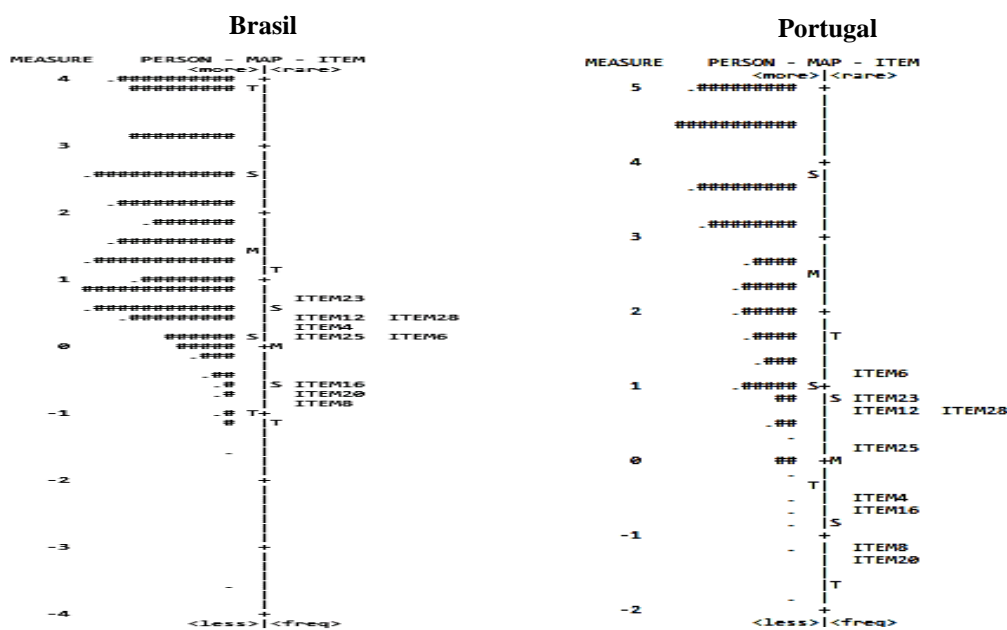 Brasil
MEASURE PERSON - MAP - ITEM
<more>|<rare>
4 .########## +
######### T|
|
######### |
3 +
.############ S|
.########## |
2 +
.####### |
.########## |
M|
.############ |
|T
1 .######## +
############# |
| ITEM23
.############ |S
.######### | ITEM12 ITEM28
| ITEM4
###### S| ITEM25 ITEM6
0 ##### +M
.### |
.## |
.# |S ITEM16
.# | ITEM20
| ITEM8
-1 .# T+
# |T
. |
-2 +
-3 +
. |
-4 +
<less>|<freq>
Portugal
MEASURE PERSON - MAP - ITEM
<more>|<rare>
5 .########## +
############ |
4 +
S|
.########## |
.######### |
3 +
.#### |
M|
.##### |
2 .##### +
.#### |T
.### |
| ITEM6
1 .##### S+
## |S ITEM23
| ITEM12 ITEM28
.## |
. |
| ITEM25
0 ## +M
. |
T|
. | ITEM4
. | ITEM16
. |S
-1 +
. | ITEM8
| ITEM20
|T
. |
-2 +
<less>|<freq>